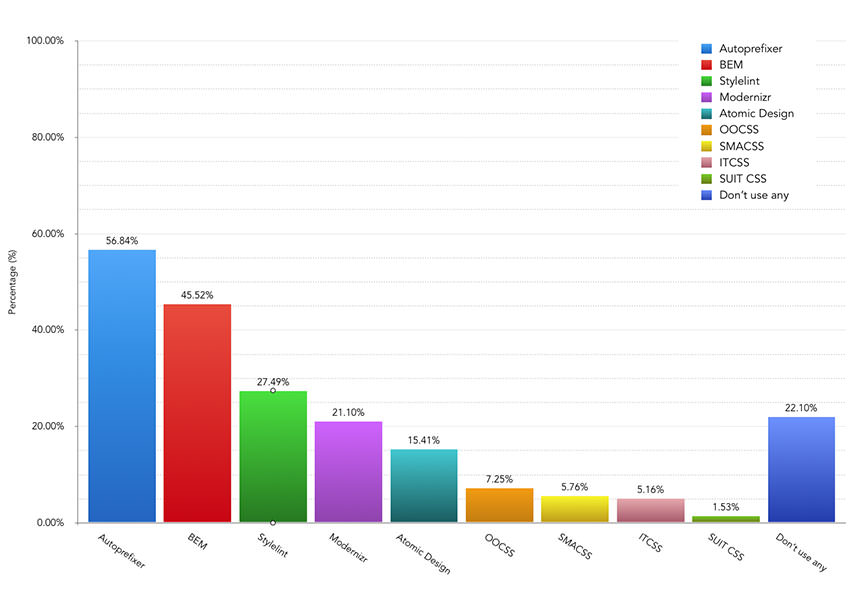 100.00%
80.00%
60.00%
40.00%
20.00%
0.00%
Percentage (%)
Autoprefixer
BEM
Stylelint
Modernizr
Atomic Design
OOCSS
SMACSS
ITCSS
SUIT CSS
Don’t use any
56.84%
45.52%
27.49%
21.10%
15.41%
7.25%
5.76%
5.16%
1.53%
22.10%
Autoprefixer
BEM
Stylelint
Modernizr
Atomic Design
OOCSS
SMACSS
ITCSS
SUIT CSS
Don’t use any